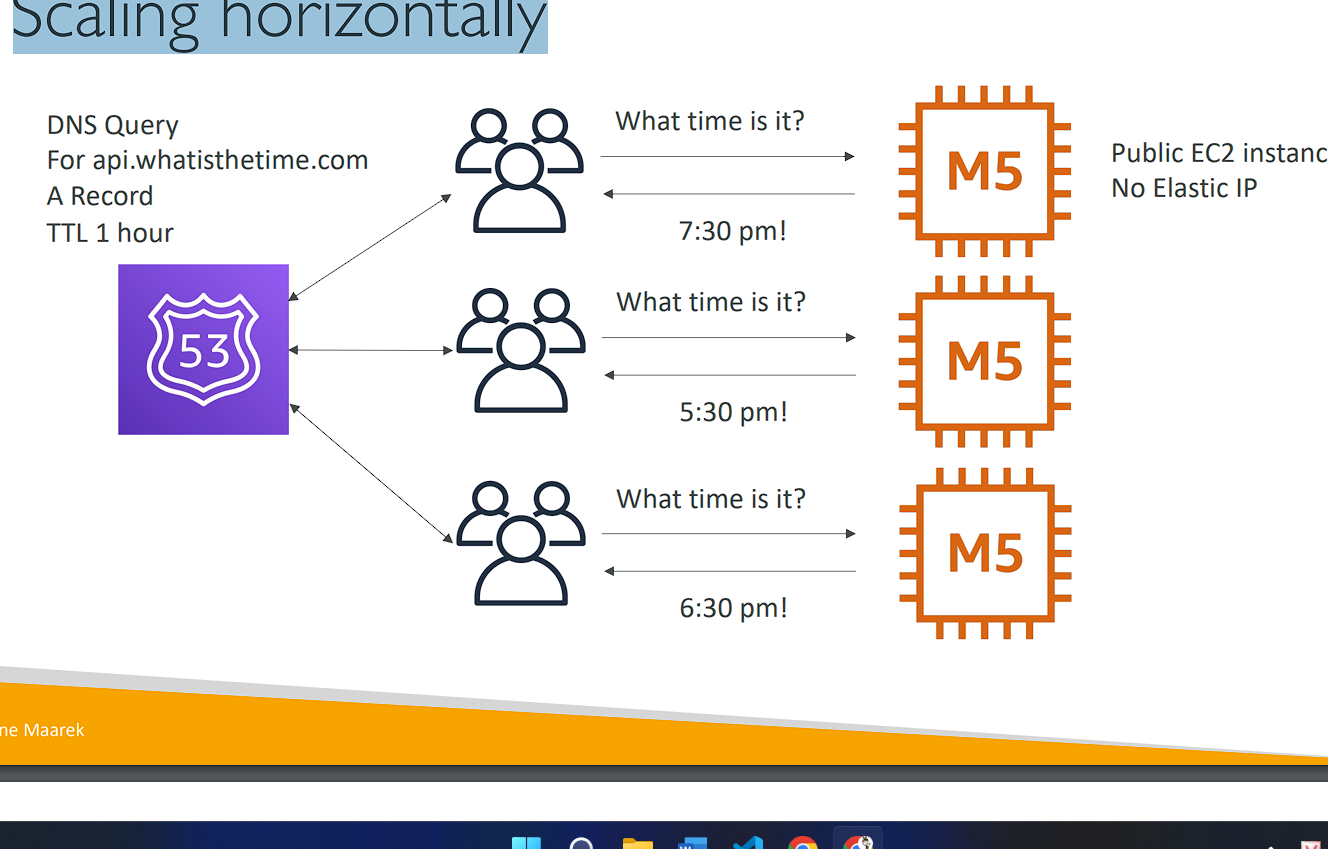 Scaling horizontally
DNS Query
For api.whatisthetime.com
A Record
TTL 1 hour
53
What time is it?
7:30 pm!
M5
Public EC2 instanc
No Elastic IP
What time is it?
5:30 pm!
M5
What time is it?
6:30 pm!
M5
ne Maarek